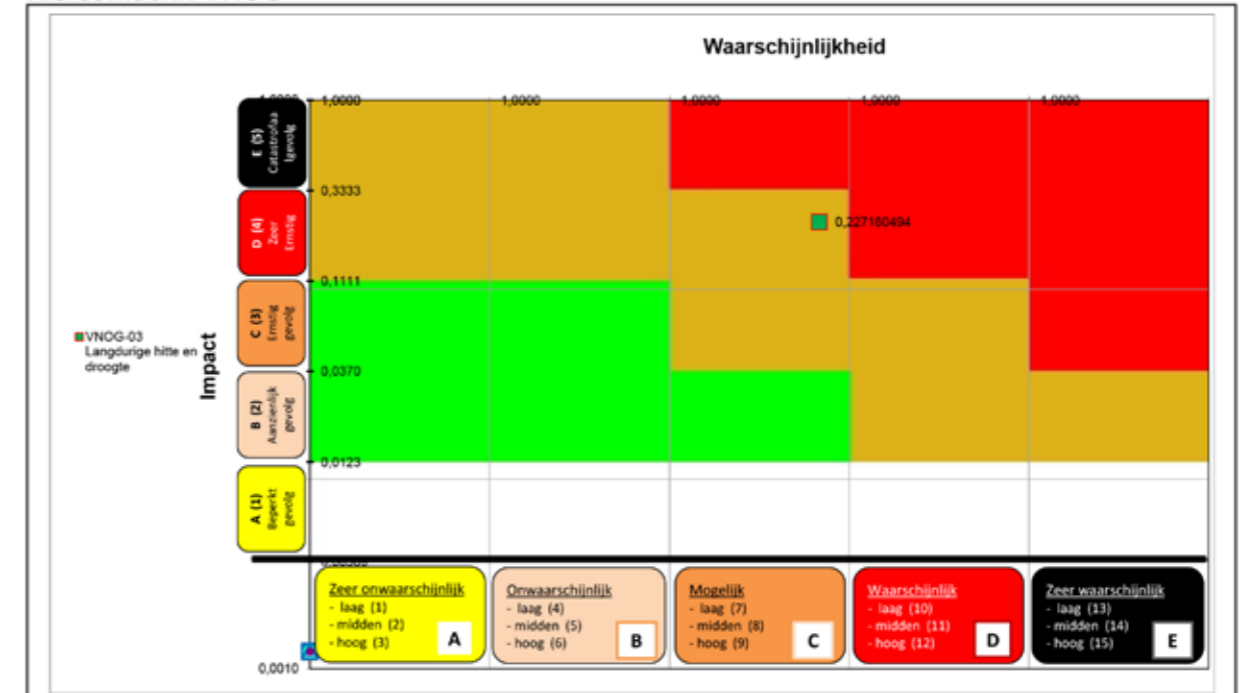 Waarschijnlijkheid
1,0000
1,0000
1,0000
1,0000
1,0000
E (5)
Catastrofaa
lgevolg
0,3333
D (4)
Zeer
Ernstig
0,227160494
0,1111
C (3)
Ernstig
gevolg
VNOG-03
Langdurige hitte en
droogte
Impact
0,0370
B (2)
Aanzienlijk
gevolg
0,0123
A (1)
Beperkt
gevolg
Zeer onwaarschijnlijk
- laag (1)
- midden (2)
- hoog (3)
A
Onwaarschijnlijk
- laag (4)
- midden (5)
- hoog (6)
B
Mogelijk
- laag (7)
- midden (8)
- hoog (9)
C
Waarschijnlijk
- laag (10)
- midden (11)
- hoog (12)
D
Zeer waarschijnlijk
- laag (13)
- midden (14)
- hoog (15)
E
0,0010